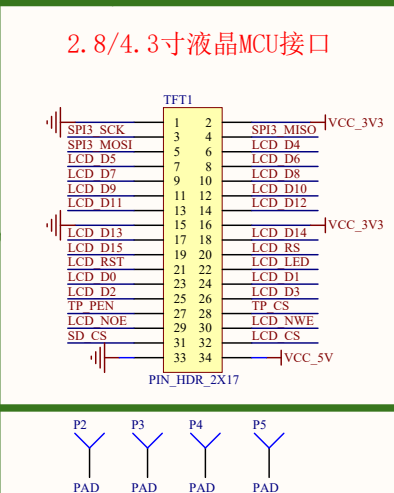 2.8/4.3寸液晶MCU接口
TFT1
1 2 VCC_3V3
SPI3_SCK 3 4 SPI3_MISO
SPI3_MOSI 5 6 LCD_D4
LCD_D5 7 8 LCD_D6
LCD_D7 9 10 LCD_D8
LCD_D9 11 12 LCD_D10
LCD_D11 13 14 LCD_D12
15 16 VCC_3V3
LCD_D13 17 18 LCD_D14
LCD_D15 19 20 LCD_RS
LCD_RST 21 22 LCD_LED
LCD_D0 23 24 LCD_D1
LCD_D2 25 26 LCD_D3
TP_PEN 27 28 TP_CS
LCD_NOE 29 30 LCD_NWE
SD_CS 31 32 LCD_CS
33 34 VCC_5V
PIN_HDR_2X17
P2 P3 P4 P5
PAD PAD PAD PAD